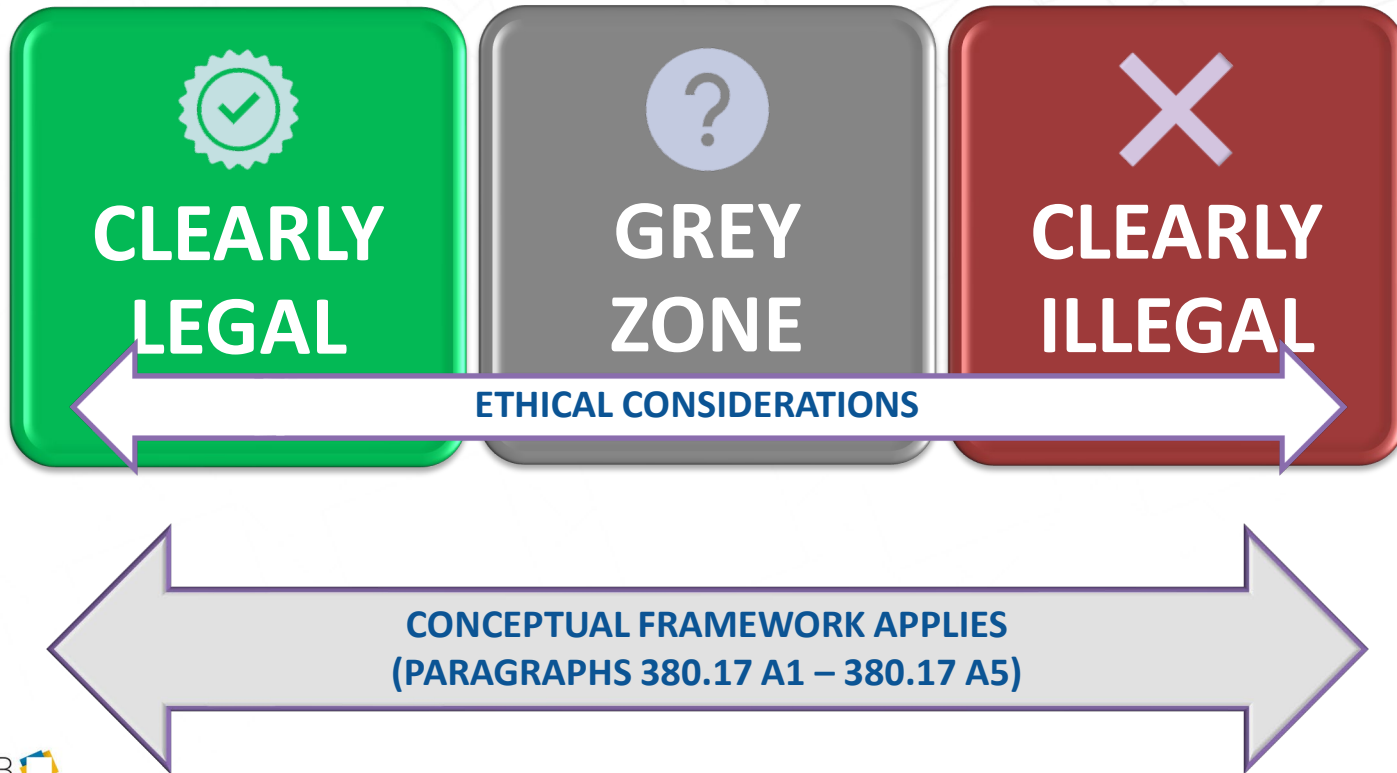 CLEARLY
LEGAL
GREY
ZONE
CLEARLY
ILLEGAL
ETHICAL CONSIDERATIONS
CONCEPTUAL FRAMEWORK APPLIES
(PARAGRAPHS 380.17 A1 – 380.17 A5)